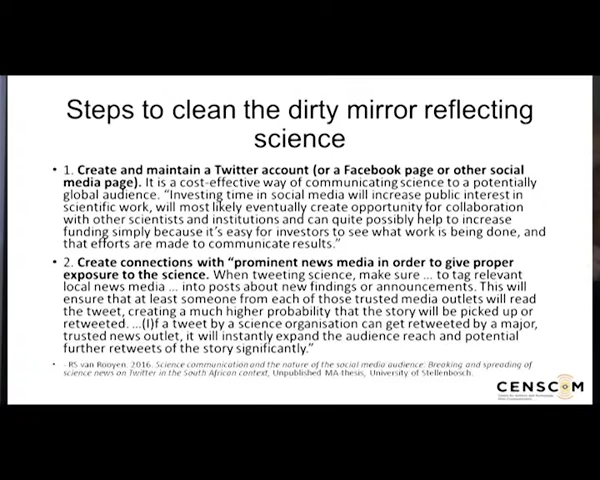 Steps to clean the dirty mirror reflecting
science
• 1. Create and maintain a Twitter account (or a Facebook page or other social
media page). It is a cost-effective way of communicating science to a potentially
global audience. “Investing time in social media will increase public interest in
scientific work, will most likely eventually create opportunity for collaboration
with other scientists and institutions and can quite possibly help to increase
funding simply because it’s easy for investors to see what work is being done, and
that efforts are made to communicate results.”
• 2. Create connections with “prominent news media in order to give proper
exposure to the science. When tweeting science, make sure ... to tag relevant
local news media ... into posts about new findings or announcements. This will
ensure that at least someone from each of those trusted media outlets will read
the tweet, creating a much higher probability that the story will be picked up or
retweeted. ...(I)f a tweet by a science organisation can get retweeted by a major,
trusted news outlet, it will instantly expand the audience reach and potential
further retweets of the story significantly.”
• - RS van Rooyen. 2016. Science communication and the nature of the social media audience: Breaking and spreading of
science news on Twitter in the South African context, Unpublished MA-thesis, University of Stellenbosch.
CENSCOM